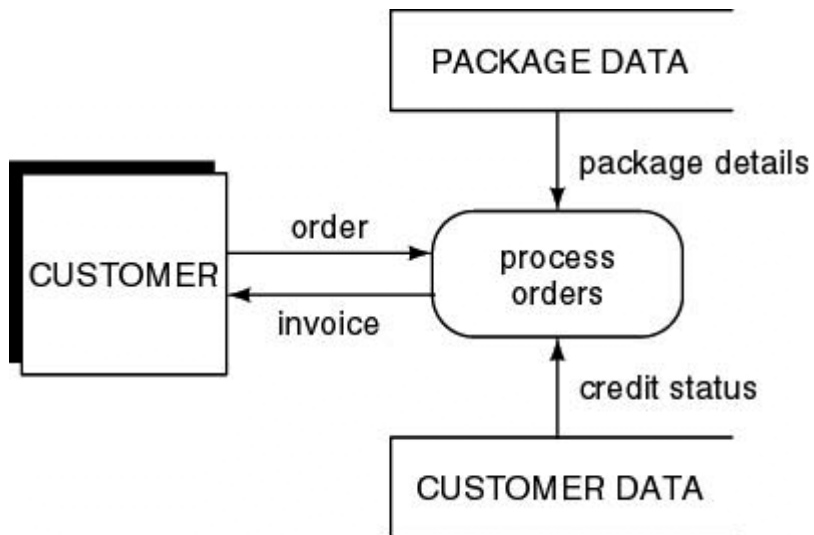 PACKAGE DATA
package details
order
CUSTOMER
process
orders
invoice
credit status
CUSTOMER DATA